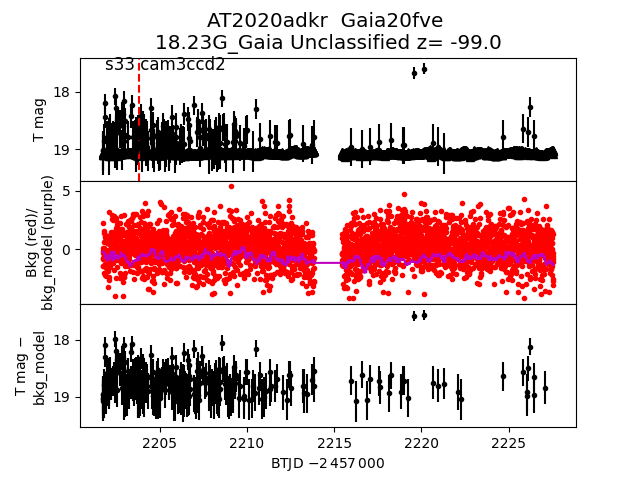 AT2020adkr Gaia20fve
18.23G_Gaia Unclassified z= -99.0
s33 cam3ccd2
T mag
18
19
Bkg (red)/
bkg_model (purple)
5
0
T mag −
bkg_model
18
19
2205 2210 2215 2220 2225
BTJD −2 457 000